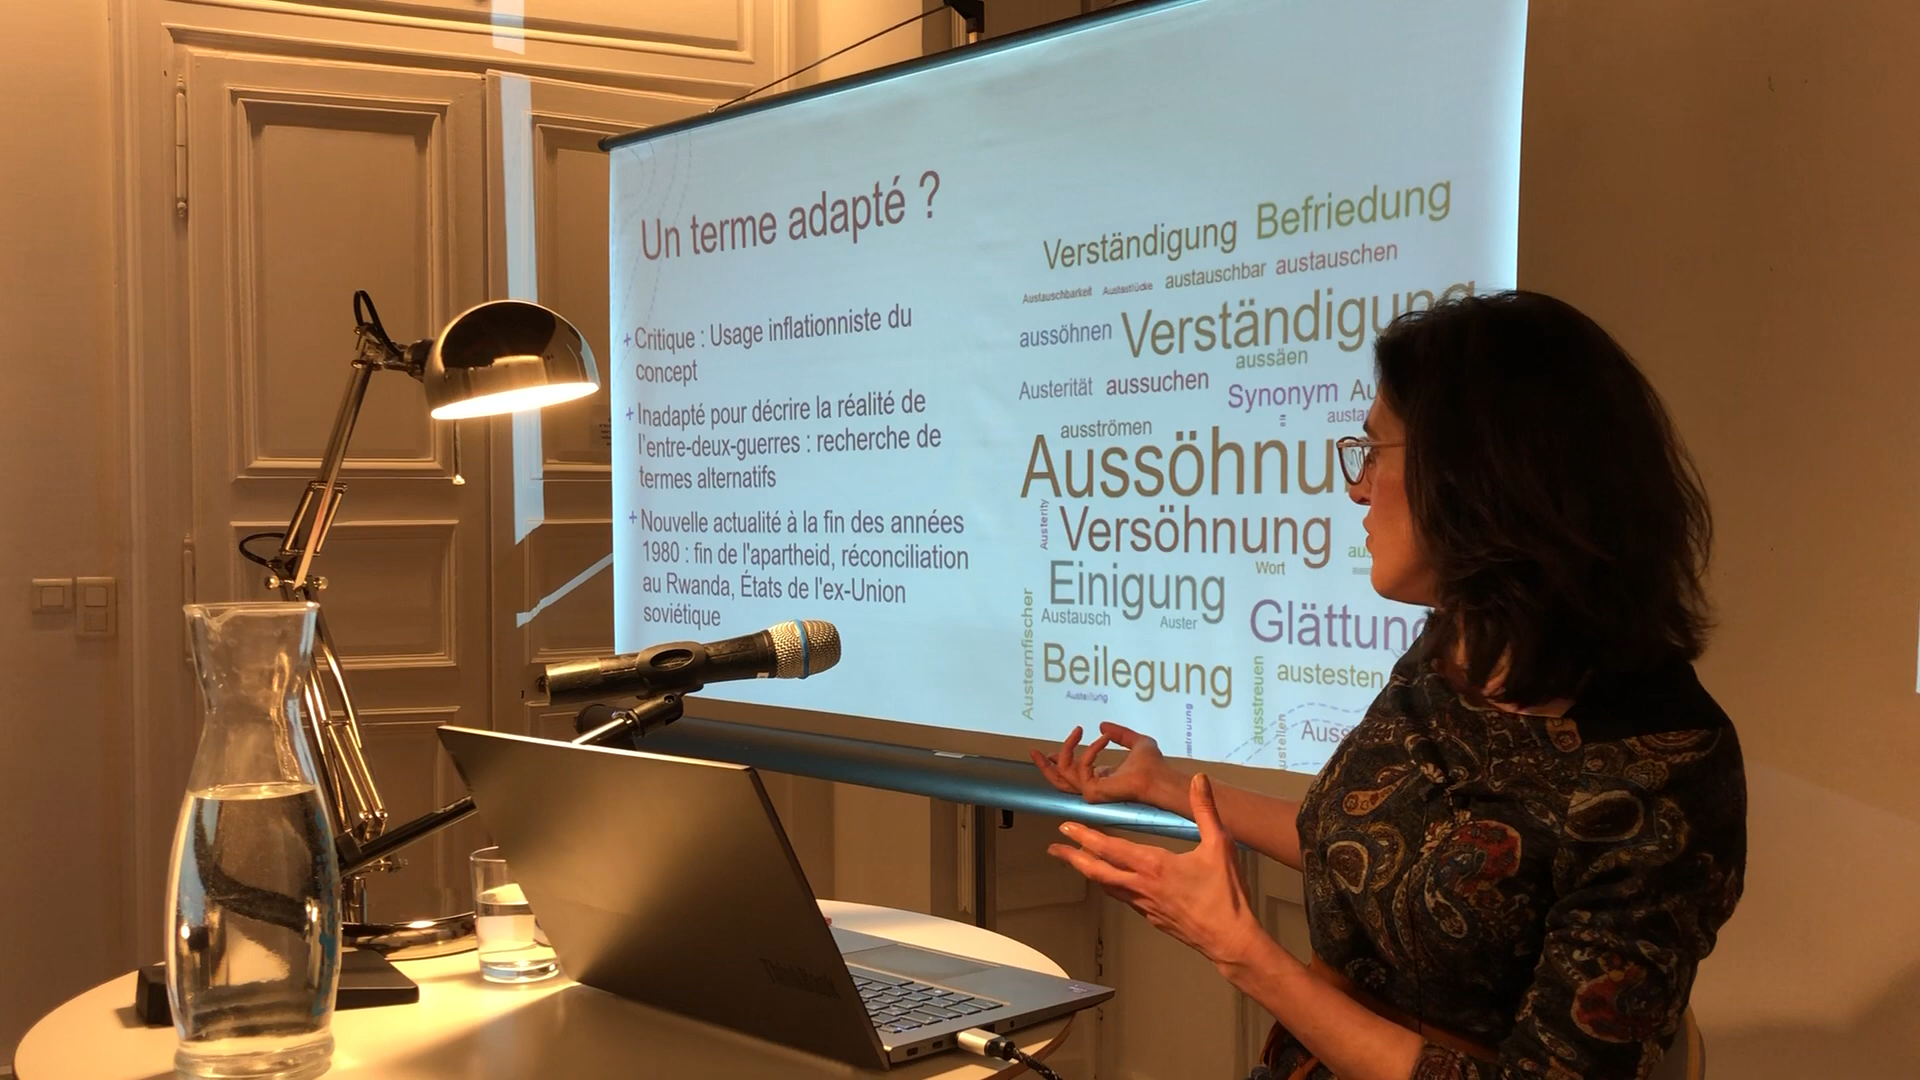 Un terme adapté ?
+ Critique : Usage inflationniste du
concept
+ Inadapté pour décrire la réalité de
l'entre-deux-guerres : recherche de
termes alternatifs
+ Nouvelle actualité à la fin des années
1980 : fin de l'apartheid, réconciliation
au Rwanda, États de l'ex-Union
soviétique
Verständigung Befriedung
Austauschbarkeit austauschbar austauschen
aussöhnen Verständigung
aussäen
Austerität aussuchen Synonym
ausströmen
Aussöhnu
Austerity Versöhnung
Wort
Einigung
Austausch Auster Glättung
Austernfischer Beilegung austesten
Austeilung ausstreuen
ThinkBook